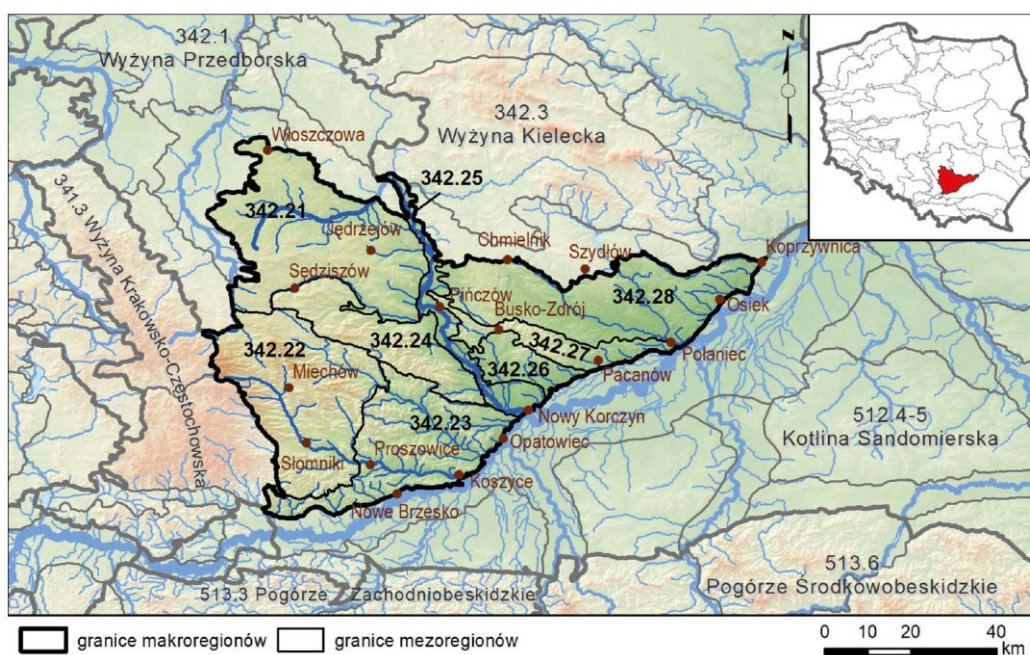 342.1
Wyżyna Przedborska
z
342.3
Wyżyna Kielecka
Włoszczowa
342.25
341.3 Wyżyna Krakowsko-Częstochowska
342.21
Jędrzejów
Chmielnik
Szydłów
Koprzywnica
Sędziszów
Pińczów
342.28
Osiek
Busko-Zdrój
342.24
342.27
Połaniec
342.22
342.26
Pacanów
Miechów
342.23
Nowy Korczyn
512.4-5
Kotlina Sandomierska
Opatowiec
Proszowice
Słomniki
Koszyce
Nowe Brzesko
513.6
Pogórze Środkowobeskidzkie
513.3 Pogórze Zachodniobeskidzkie
granice makroregionów
granice mezoregionów
0 10 20 40
km